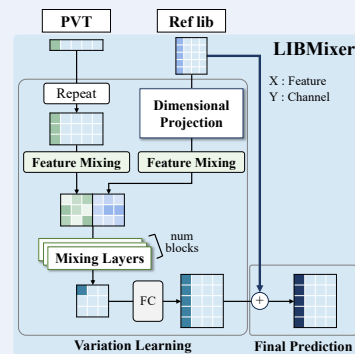 PVT
Ref lib
LIBMixer
X : Feature
Y : Channel
Repeat
Dimensional
Projection
Feature Mixing
Feature Mixing
num
blocks
Mixing Layers
FC
+
Variation Learning
Final Prediction